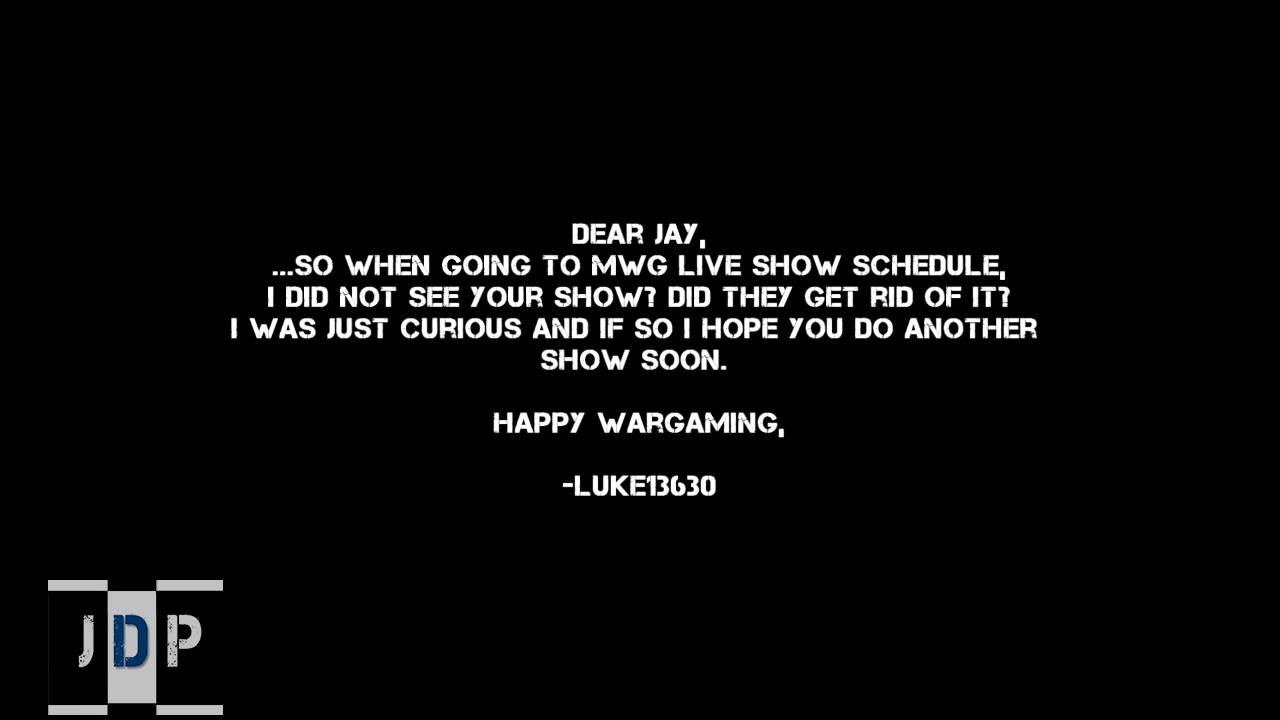 DEAR JAY,
...SO WHEN GOING TO MWG LIVE SHOW SCHEDULE,
I DID NOT SEE YOUR SHOW? DID THEY GET RID OF IT?
I WAS JUST CURIOUS AND IF SO I HOPE YOU DO ANOTHER
SHOW SOON.
HAPPY WARGAMING,
-LUKE13630
JDP